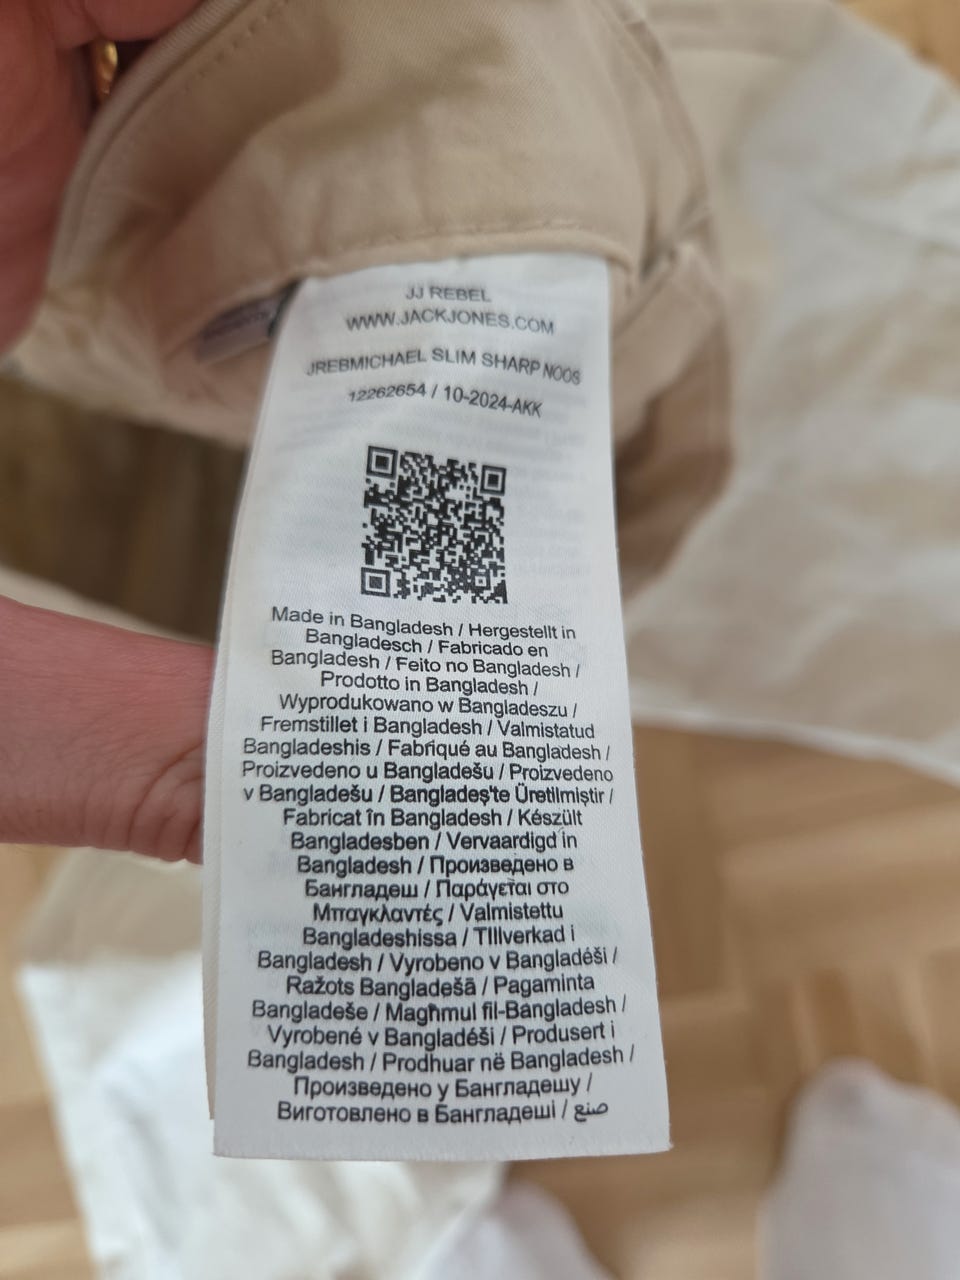 JJ REBEL
WWW.JACKJONES.COM
JREBMICHAEL SLIM SHARP NOOS
12262654 / 10-2024-AKK
Made in Bangladesh / Hergestellt in
Bangladesch / Fabricado en
Bangladesh / Feito no Bangladesh /
Prodotto in Bangladesh /
Wyprodukowano w Bangladeszu /
Fremstillet i Bangladesh / Valmistatud
Bangladeshis / Fabriqué au Bangladesh /
Proizvedeno u Bangladešu / Proizvedeno
v Bangladešu / Bangladeş'te Üretilmiştir /
Fabricat în Bangladesh / Készült
Bangladesben / Vervaardigd in
Bangladesh / Произведено в
Бангладеш / Παράγεται στο
Μπαγκλαντές / Valmistettu
Bangladeshissa / TIllverkad i
Bangladesh / Vyrobeno v Bangladéši /
Ražots Bangladešā / Pagaminta
Bangladeše / Magħmul fil-Bangladesh /
Vyrobené v Bangladéši / Produsert i
Bangladesh / Prodhuar në Bangladesh /
Произведено у Бангладешу /
Виготовлено в Бангладеші / صنع